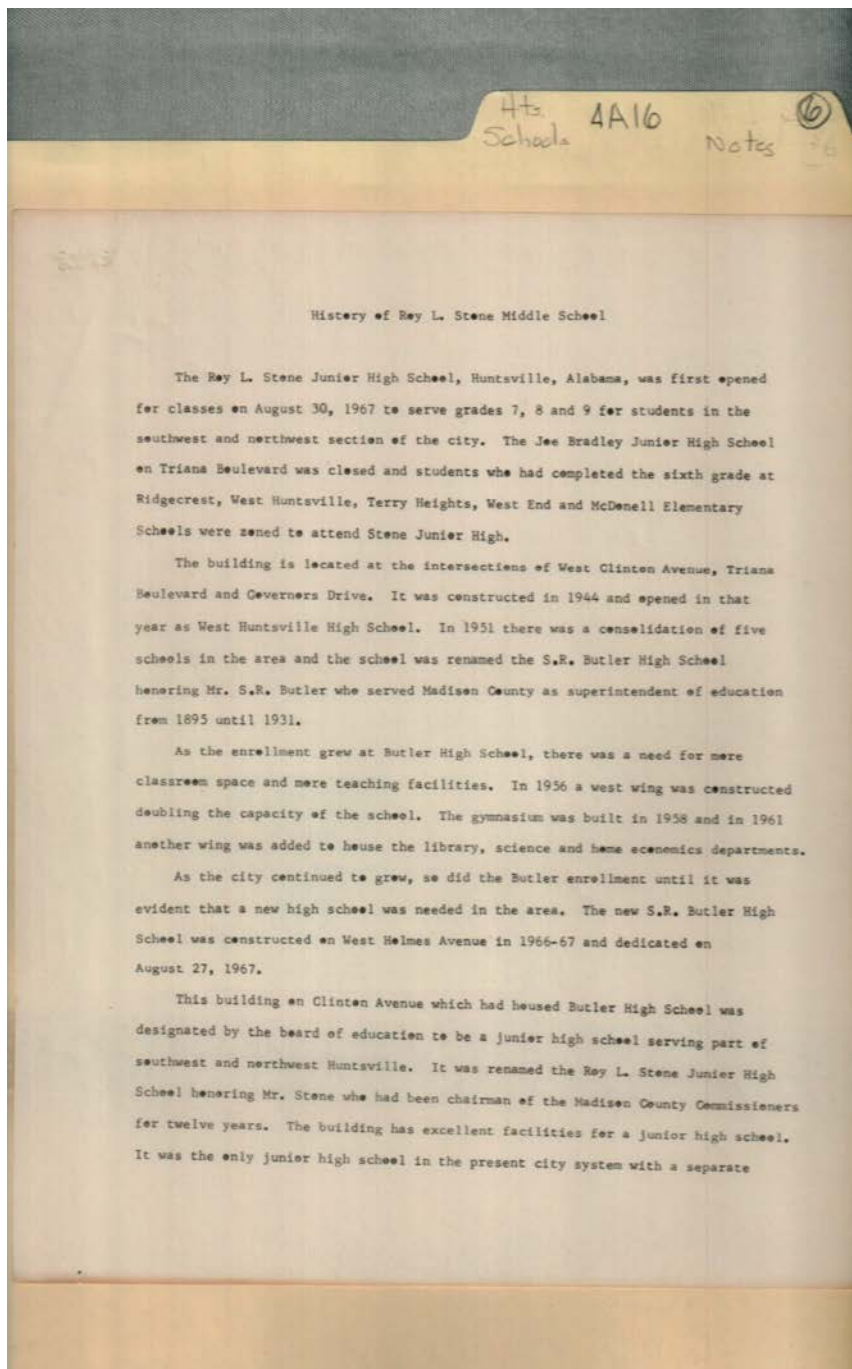 Hts 4A16 6
Schools Notes
History of Roy L. Stone Middle School
The Roy L. Stone Junior High School, Huntsville, Alabama, was first opened
for classes on August 30, 1967 to serve grades 7, 8 and 9 for students in the
southwest and northwest section of the city. The Joe Bradley Junior High School
on Triana Boulevard was closed and students who had completed the sixth grade at
Ridgecrest, West Huntsville, Terry Heights, West End and McDonell Elementary
Schools were zoned to attend Stone Junior High.
The building is located at the intersections of West Clinton Avenue, Triana
Boulevard and Governors Drive. It was constructed in 1944 and opened in that
year as West Huntsville High School. In 1951 there was a consolidation of five
schools in the area and the school was renamed the S.R. Butler High School
honoring Mr. S.R. Butler who served Madison County as superintendent of education
from 1895 until 1931.
As the enrollment grew at Butler High School, there was a need for more
classroom space and more teaching facilities. In 1956 a west wing was constructed
doubling the capacity of the school. The gymnasium was built in 1958 and in 1961
another wing was added to house the library, science and home economics departments.
As the city continued to grow, so did the Butler enrollment until it was
evident that a new high school was needed in the area. The new S.R. Butler High
School was constructed on West Holmes Avenue in 1966-67 and dedicated on
August 27, 1967.
This building on Clinton Avenue which had housed Butler High School was
designated by the board of education to be a junior high school serving part of
southwest and northwest Huntsville. It was renamed the Roy L. Stone Junior High
School honoring Mr. Stone who had been chairman of the Madison County Commissioners
for twelve years. The building has excellent facilities for a junior high school.
It was the only junior high school in the present city system with a separate